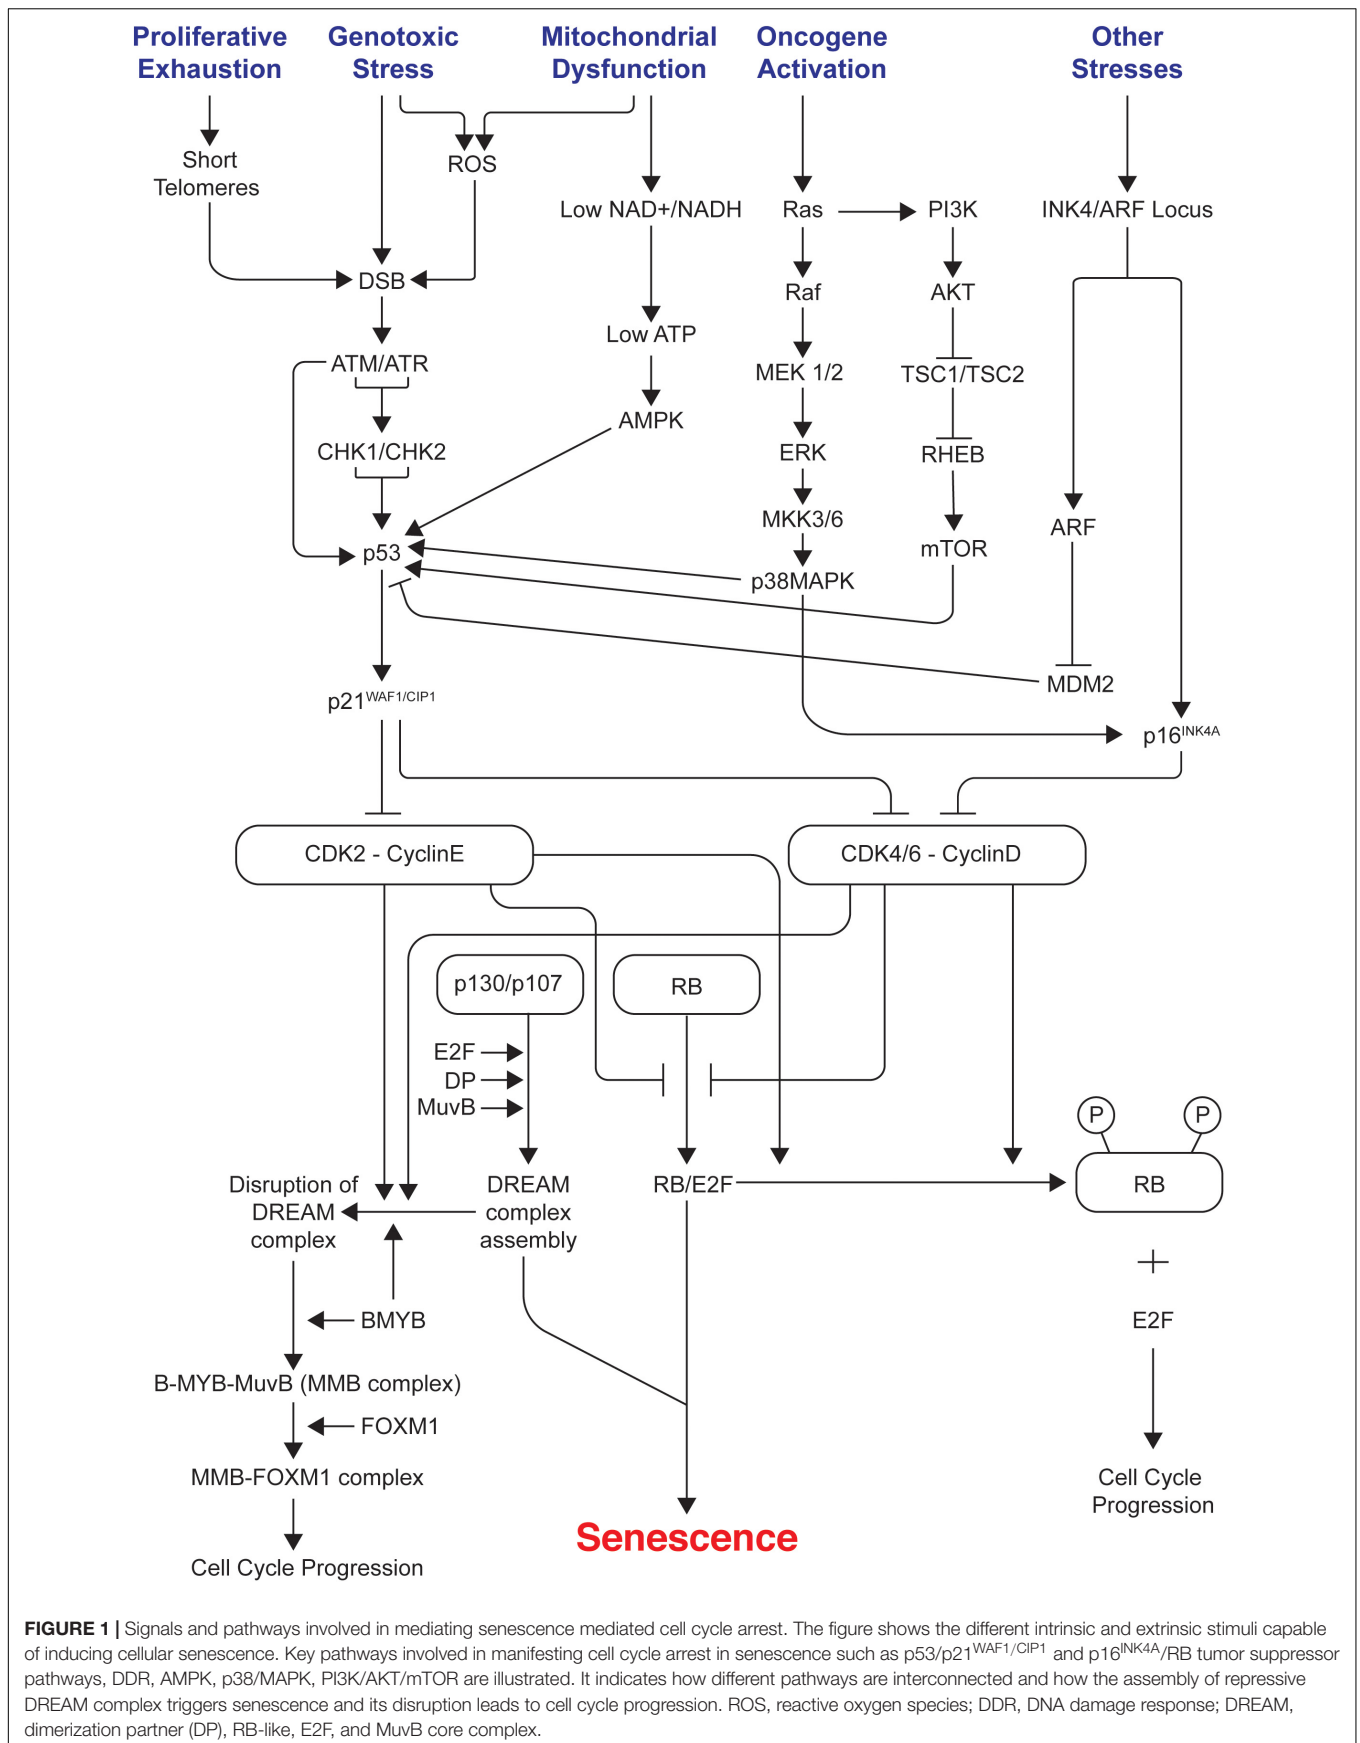 Proliferative
Exhaustion
Genotoxic
Stress
Mitochondrial
Dysfunction
Oncogene
Activation
Other
Stresses
Short
Telomeres
ROS
Low NAD+/NADH
Ras
PI3K
INK4/ARF Locus
DSB
Raf
AKT
Low ATP
ATM/ATR
MEK 1/2
TSC1/TSC2
AMPK
CHK1/CHK2
ERK
RHEB
MKK3/6
ARF
p53
mTOR
p38MAPK
MDM2
p21WAF1/CIP1
p16INK4A
CDK2 - CyclinE
CDK4/6 - CyclinD
p130/p107
RB
E2F
DP
MuvB
P
P
Disruption of
DREAM
complex
DREAM
complex
assembly
RB/E2F
RB
+
BMYB
E2F
B-MYB-MuvB (MMB complex)
FOXM1
MMB-FOXM1 complex
Cell Cycle
Progression
Senescence
Cell Cycle Progression
FIGURE 1 | Signals and pathways involved in mediating senescence mediated cell cycle arrest. The figure shows the different intrinsic and extrinsic stimuli capable
of inducing cellular senescence. Key pathways involved in manifesting cell cycle arrest in senescence such as p53/p21WAF1/CIP1 and p16INK4A/RB tumor suppressor
pathways, DDR, AMPK, p38/MAPK, PI3K/AKT/mTOR are illustrated. It indicates how different pathways are interconnected and how the assembly of repressive
DREAM complex triggers senescence and its disruption leads to cell cycle progression. ROS, reactive oxygen species; DDR, DNA damage response; DREAM,
dimerization partner (DP), RB-like, E2F, and MuvB core complex.